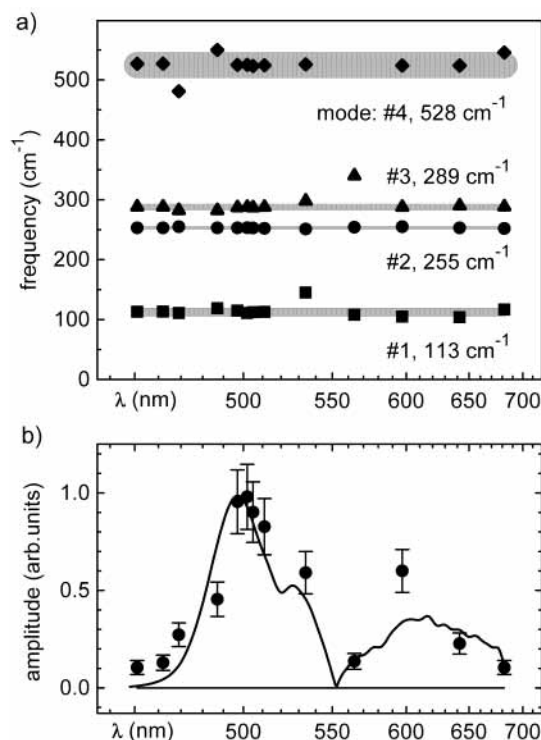 a)
frequency (cm⁻¹)
500
400
300
200
100
0
mode: #4, 528 cm⁻¹
#3, 289 cm⁻¹
#2, 255 cm⁻¹
#1, 113 cm⁻¹
λ (nm) 500 550 600 650 700
b)
amplitude (arb.units)
1.0
0.5
0.0
λ (nm) 500 550 600 650 700